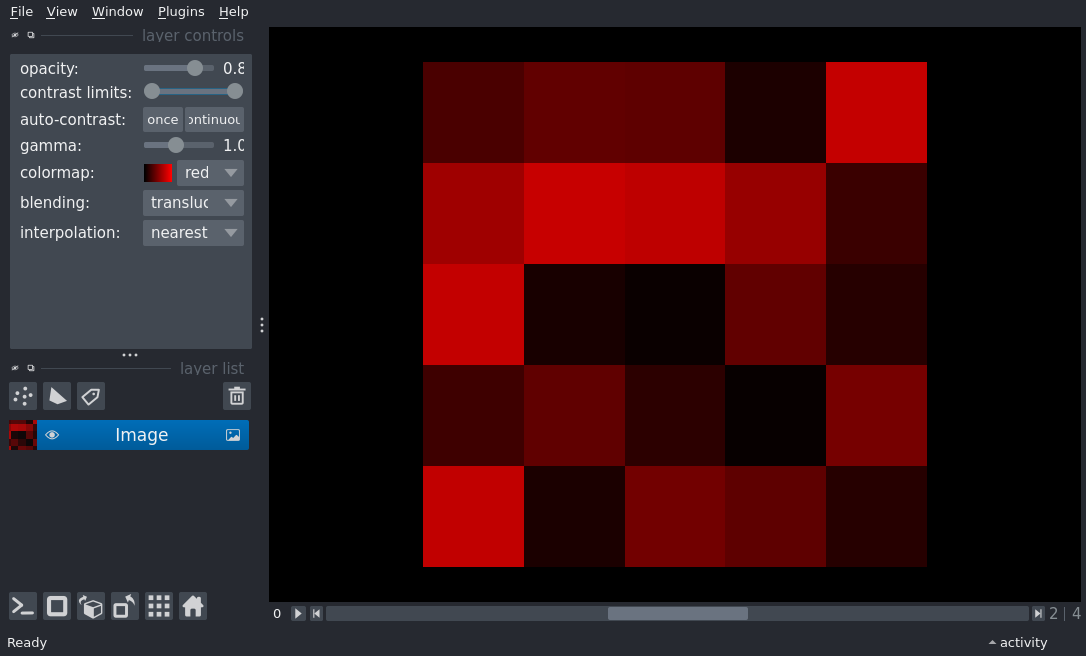 File View Window Plugins Help
layer controls
opacity: 0.8
contrast limits:
auto-contrast: once ontinuou
gamma: 1.0
colormap: red
blending: transluc
interpolation: nearest
layer list
Image
0 2 | 4
Ready activity